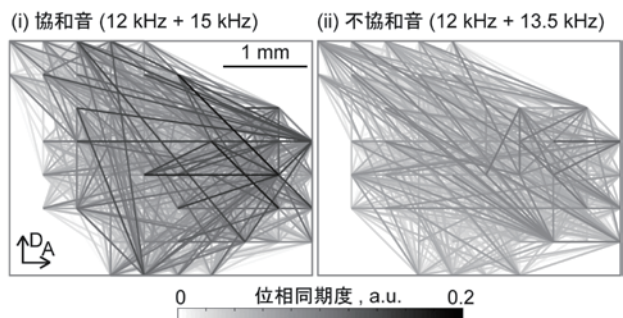 (i) 協和音 (12 kHz + 15 kHz)
(ii) 不協和音 (12 kHz + 13.5 kHz)
1 mm
D
A
0 位相同期度 , a.u. 0.2